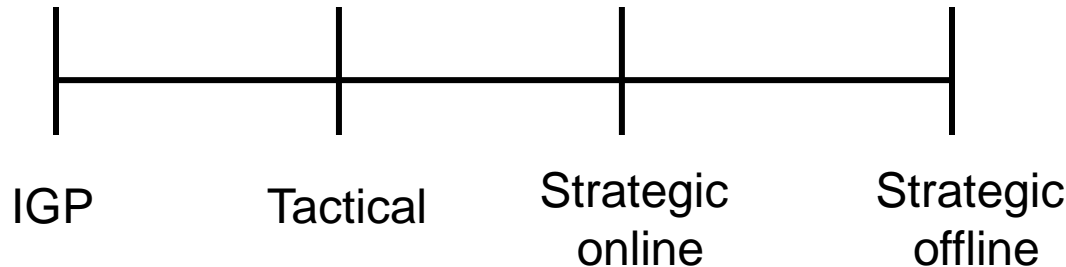 IGP
Tactical
Strategic
online
Strategic
offline